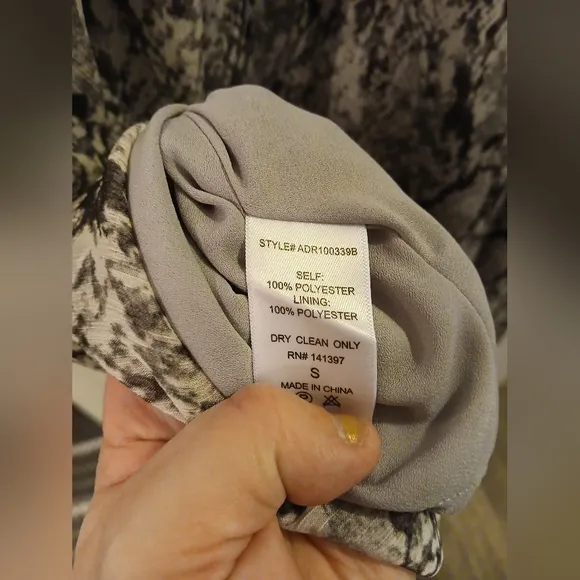 STYLE# ADR100339B
SELF:
100% POLYESTER
LINING:
100% POLYESTER
DRY CLEAN ONLY
RN# 141397
S
MADE IN CHINA
P